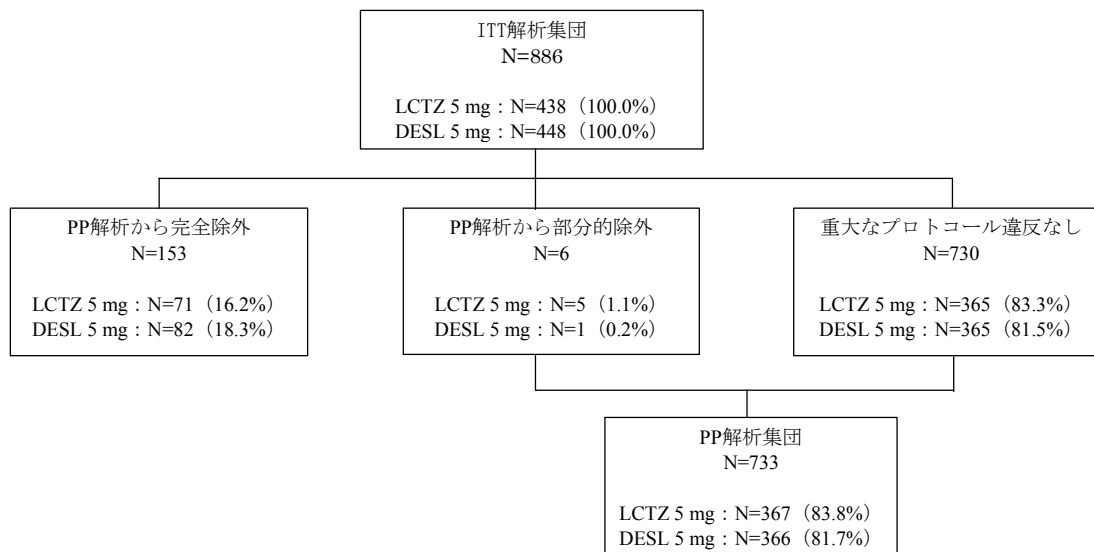 ITT解析集団
N=886
LCTZ 5 mg：N=438（100.0%）
DESL 5 mg：N=448（100.0%）
PP解析から完全除外
N=153
LCTZ 5 mg：N=71（16.2%）
DESL 5 mg：N=82（18.3%）
PP解析から部分的除外
N=6
LCTZ 5 mg：N=5（1.1%）
DESL 5 mg：N=1（0.2%）
重大なプロトコール違反なし
N=730
LCTZ 5 mg：N=365（83.3%）
DESL 5 mg：N=365（81.5%）
PP解析集団
N=733
LCTZ 5 mg：N=367（83.8%）
DESL 5 mg：N=366（81.7%）